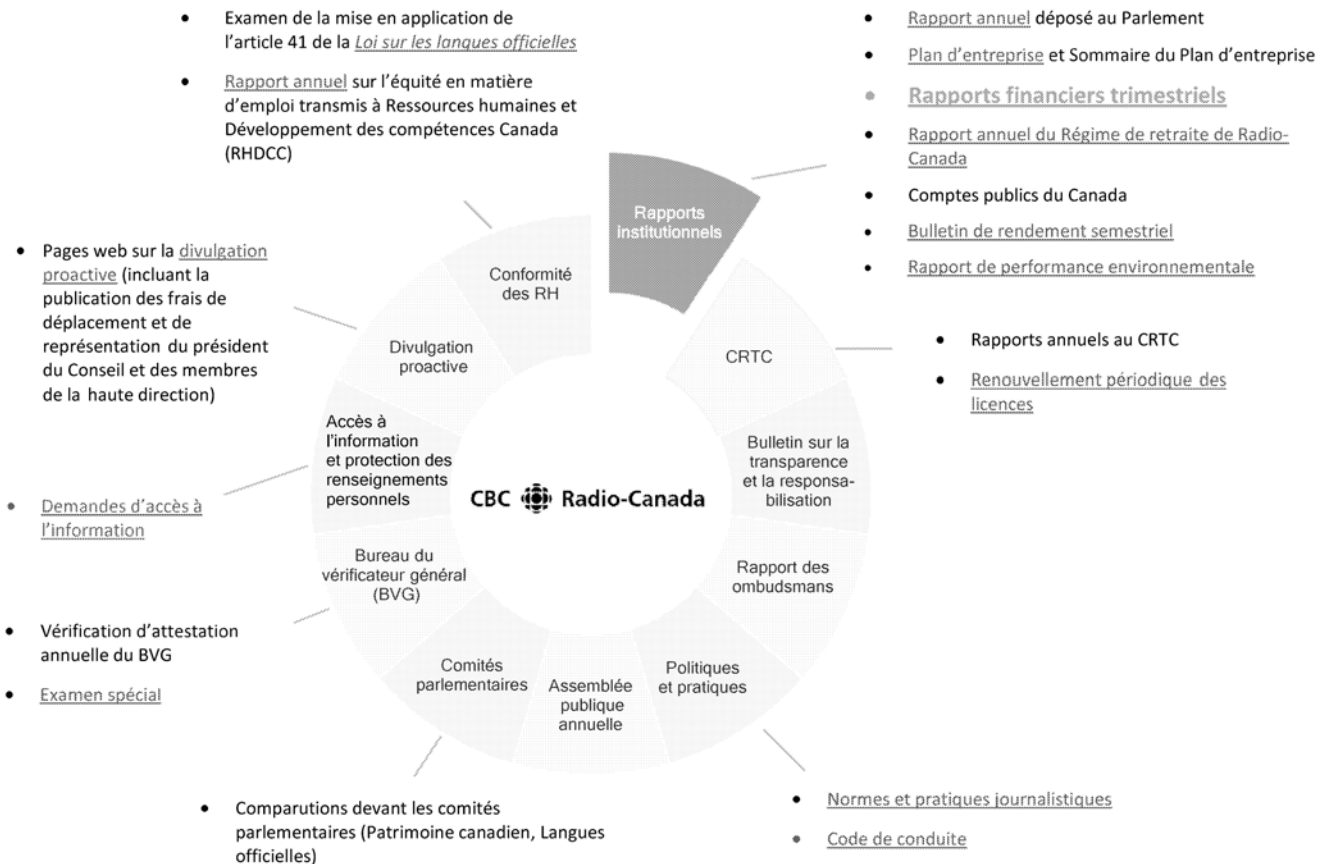 Examen de la mise en application de
l'article 41 de la Loi sur les langues officielles
Rapport annuel sur l'équité en matière
d'emploi transmis à Ressources humaines et
Développement des compétences Canada
(RHDCC)
Rapport annuel déposé au Parlement
Plan d'entreprise et Sommaire du Plan d'entreprise
Rapports financiers trimestriels
Rapport annuel du Régime de retraite de Radio-
Canada
Comptes publics du Canada
Bulletin de rendement semestriel
Rapport de performance environnementale
Rapports
institutionnels
Conformité
des RH
Pages web sur la divulgation
proactive (incluant la
publication des frais de
déplacement et de
représentation du président
du Conseil et des membres
de la haute direction)
Divulgation
proactive
CRTC
Rapports annuels au CRTC
Renouvellement périodique des
licences
Accès à
l'information
et protection des
renseignements
personnels
Bulletin sur la
transparence
et la responsa-
bilisation
CBC Radio-Canada
Demandes d'accès à
l'information
Bureau du
vérificateur général
(BVG)
Rapport des
ombudsmans
Vérification d'attestation
annuelle du BVG
Examen spécial
Comités
parlementaires
Assemblée
publique
annuelle
Politiques
et pratiques
Comparutions devant les comités
parlementaires (Patrimoine canadien, Langues
officielles)
Normes et pratiques journalistiques
Code de conduite